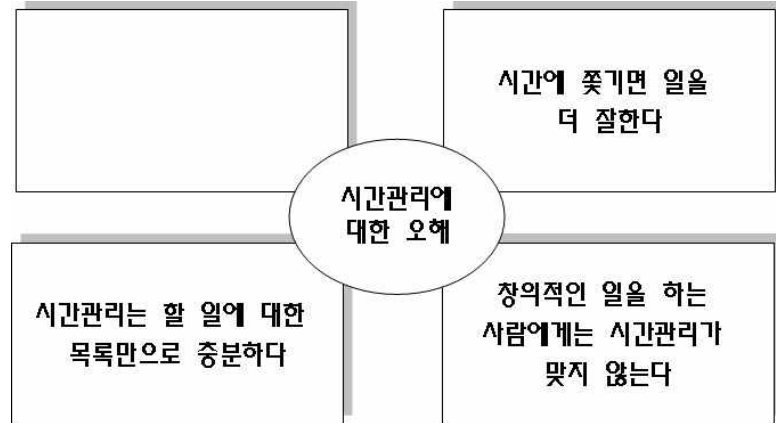 시간에 쫓기면 일을
더 잘한다
시간관리에
대한 오해
시간관리는 할 일에 대한
목록만으로 충분하다
창의적인 일을 하는
사람에게는 시간관리가
맞지 않는다